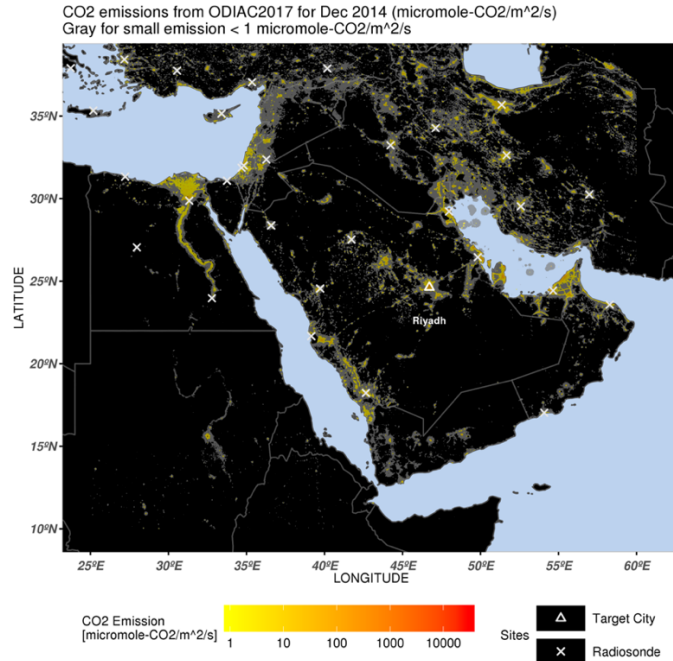 CO2 emissions from ODIAC2017 for Dec 2014 (micromole-CO2/m^2/s)
Gray for small emission < 1 micromole-CO2/m^2/s
35ºN
30ºN
25ºN
20ºN
15ºN
10ºN
LATITUDE
Riyadh
25ºE 30ºE 35ºE 40ºE 45ºE 50ºE 55ºE 60ºE
LONGITUDE
CO2 Emission
[micromole-CO2/m^2/s]
1 10 100 1000 10000
Sites
Target City
Radiosonde